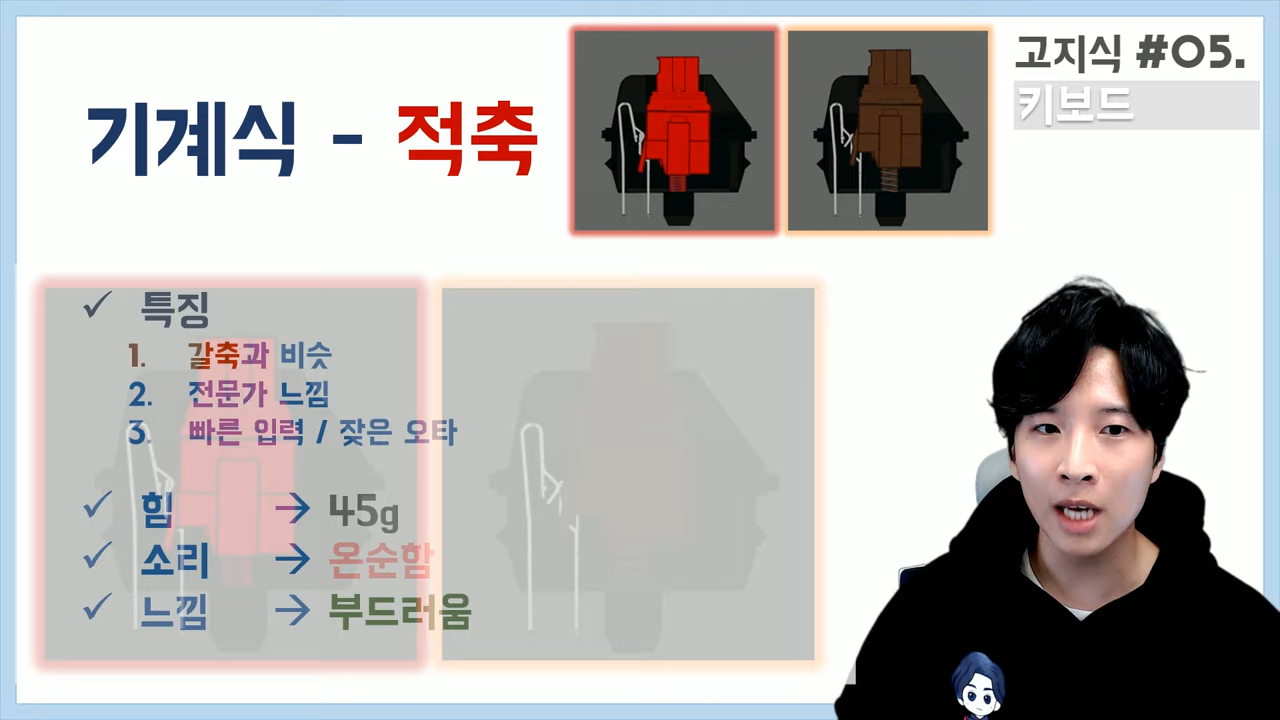 기계식 - 적축
고지식 #05.
키보드
✓ 특징
1. 갈축과 비슷
2. 전문가 느낌
3. 빠른 입력 / 잦은 오타
✓ 힘 → 45g
✓ 소리 → 온순함
✓ 느낌 → 부드러움